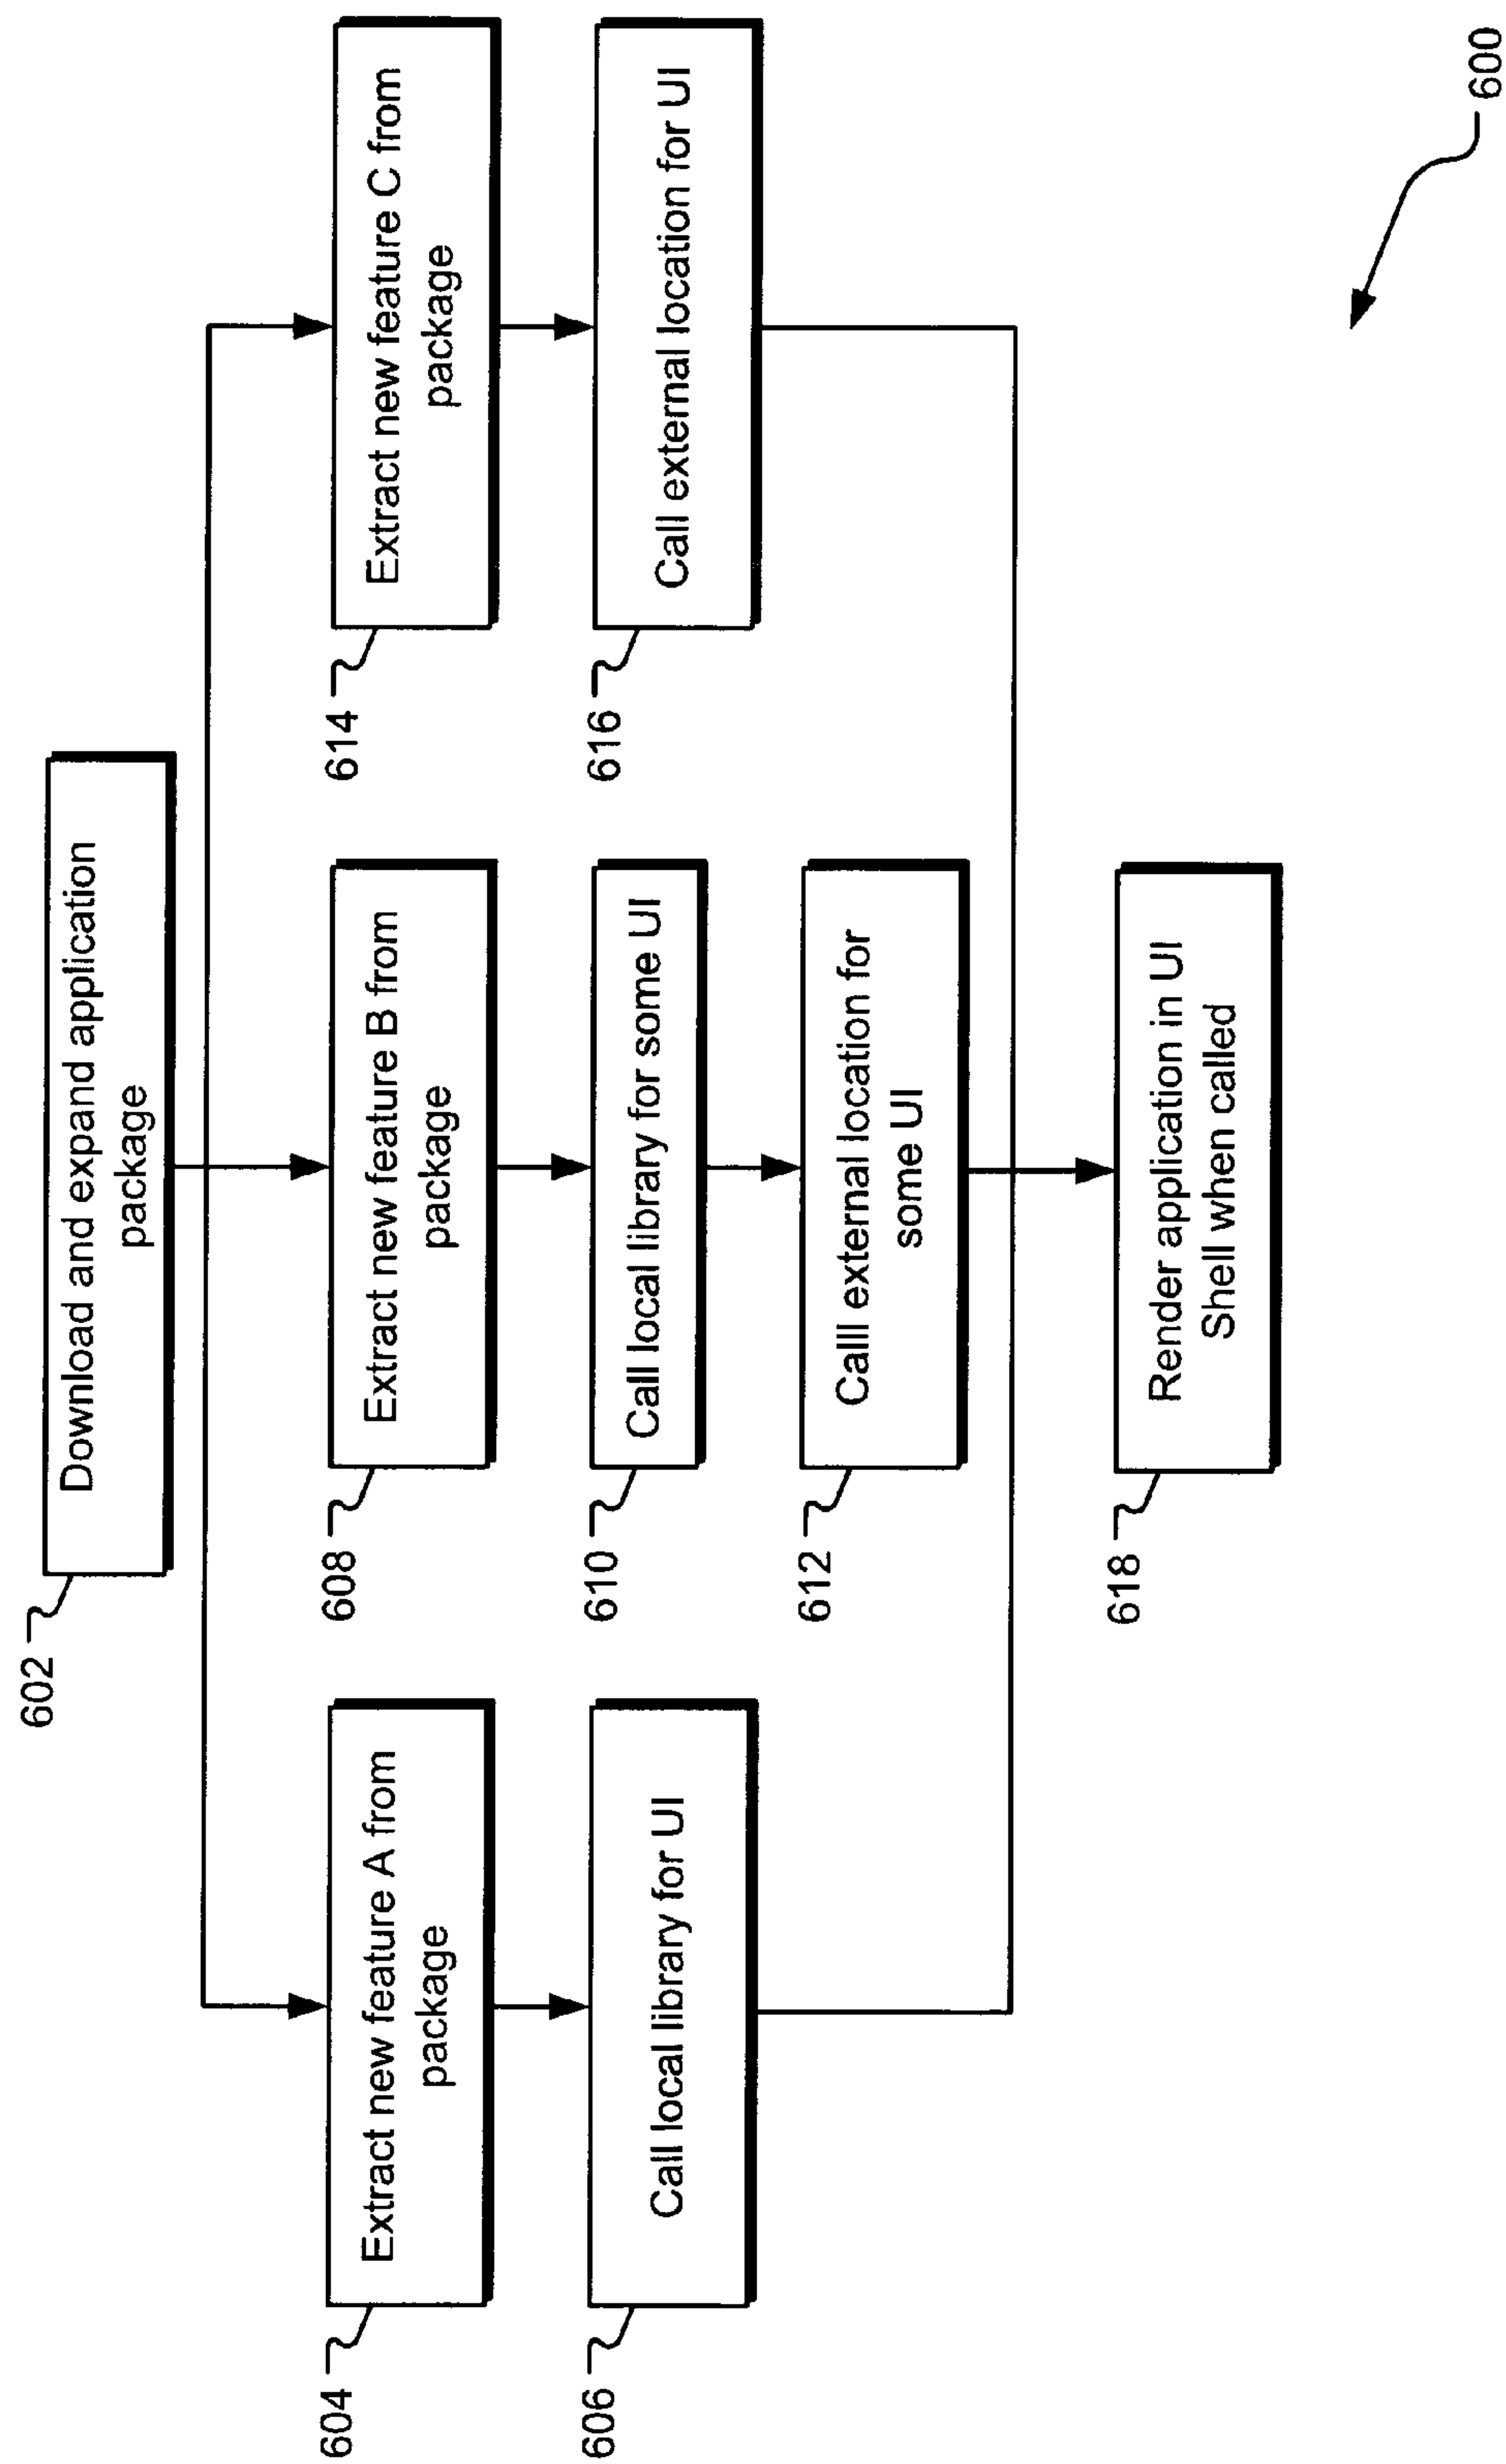 602
Download and expand application
package
604
Extract new feature A from
package
606
Call local library for UI
608
Extract new feature B from
package
610
Call local library for some UI
612
Calll external location for
some UI
614
Extract new feature C from
package
616
Call external location for UI
618
Render application in UI
Shell when called
600